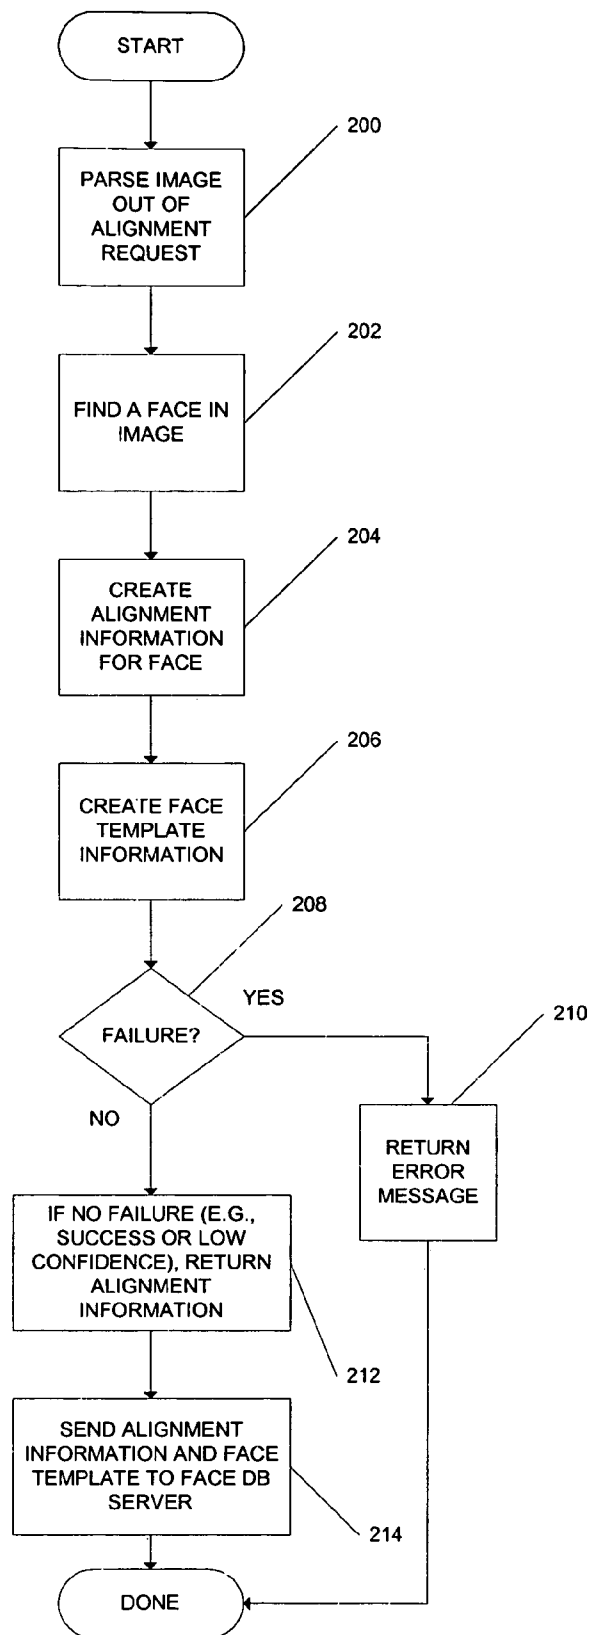 START
200
PARSE IMAGE
OUT OF
ALIGNMENT
REQUEST
202
FIND A FACE IN
IMAGE
204
CREATE
ALIGNMENT
INFORMATION
FOR FACE
206
CREATE FACE
TEMPLATE
INFORMATION
208
FAILURE?
YES
NO
210
RETURN
ERROR
MESSAGE
IF NO FAILURE (E.G.,
SUCCESS OR LOW
CONFIDENCE), RETURN
ALIGNMENT
INFORMATION
212
SEND ALIGNMENT
INFORMATION AND FACE
TEMPLATE TO FACE DB
SERVER
214
DONE